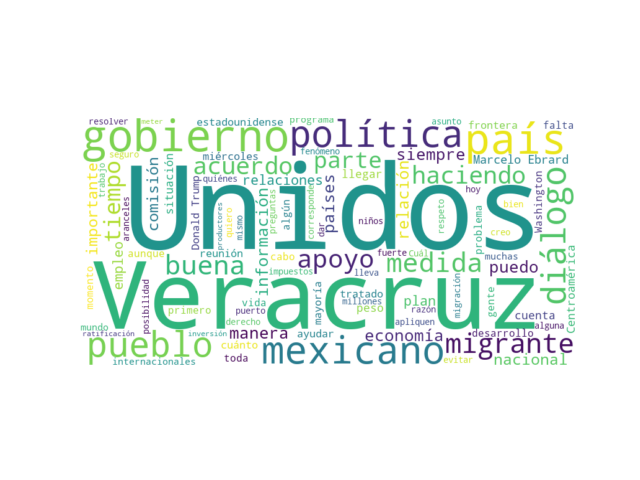 resolver meter estadounidense programa asunto frontera falta
gobierno política país
miércoles fenómeno siempre Marcelo Ebrard
acuerdo parte haciendo
importante trabajo seguro tiempo comisión situación Donald Trump quiénes relaciones llegar países relación Washington diálogo centroamérica
Unidos
aunque aranceles productores quiero mismo preguntas algún corresponden dar niños hoy respeto problema creo bien
empleo buena reunión información cabo apoyo fuerte Cuál medida muchas puedo
momento posibilidad impuestos lleva migración gente
Veracruz
vida mayoría tratado millones plan razón
primero puerto derecho peso apliquen cuenta
mundo ratificación inversión manera ayudar economía desarrollo alguna
pueblo cuánto mexicano migrante
internacionales toda evitar nacional